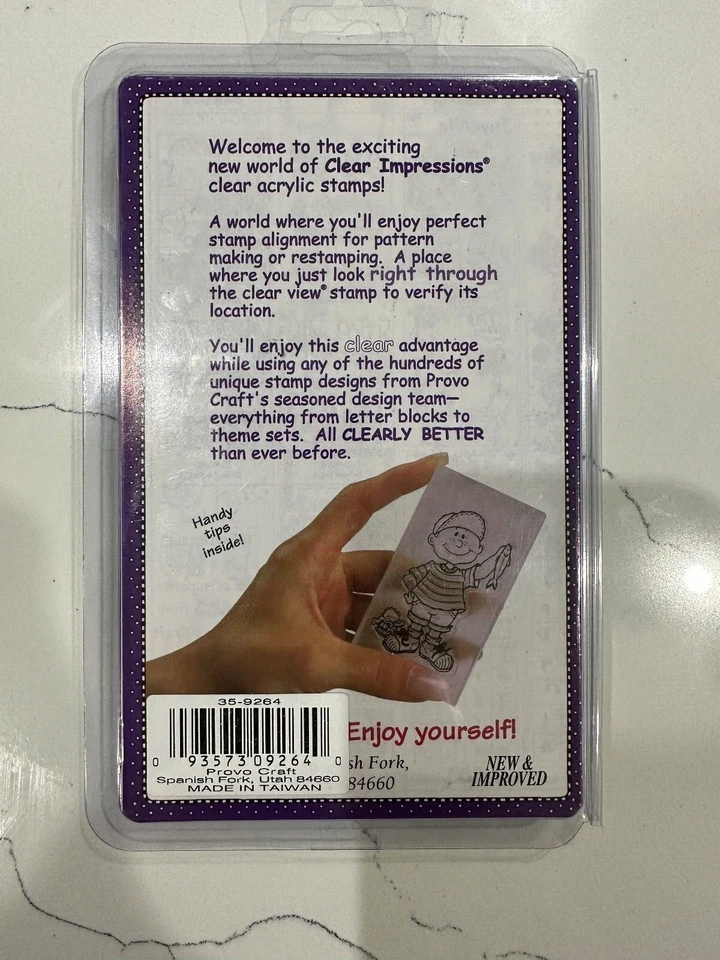 Welcome to the exciting
new world of Clear Impressions®
clear acrylic stamps!
A world where you'll enjoy perfect
stamp alignment for pattern
making or restamping. A place
where you just look right through
the clear view® stamp to verify its
location.
You'll enjoy this clear advantage
while using any of the hundreds of
unique stamp designs from Provo
Craft's seasoned design team—
everything from letter blocks to
theme sets. All CLEARLY BETTER
than ever before.
Handy
tips
inside!
35-9264
0 93573 09264 0
Provo Craft
Spanish Fork, Utah 84660
MADE IN TAIWAN
Enjoy yourself!
sh Fork,
84660
NEW &
IMPROVED